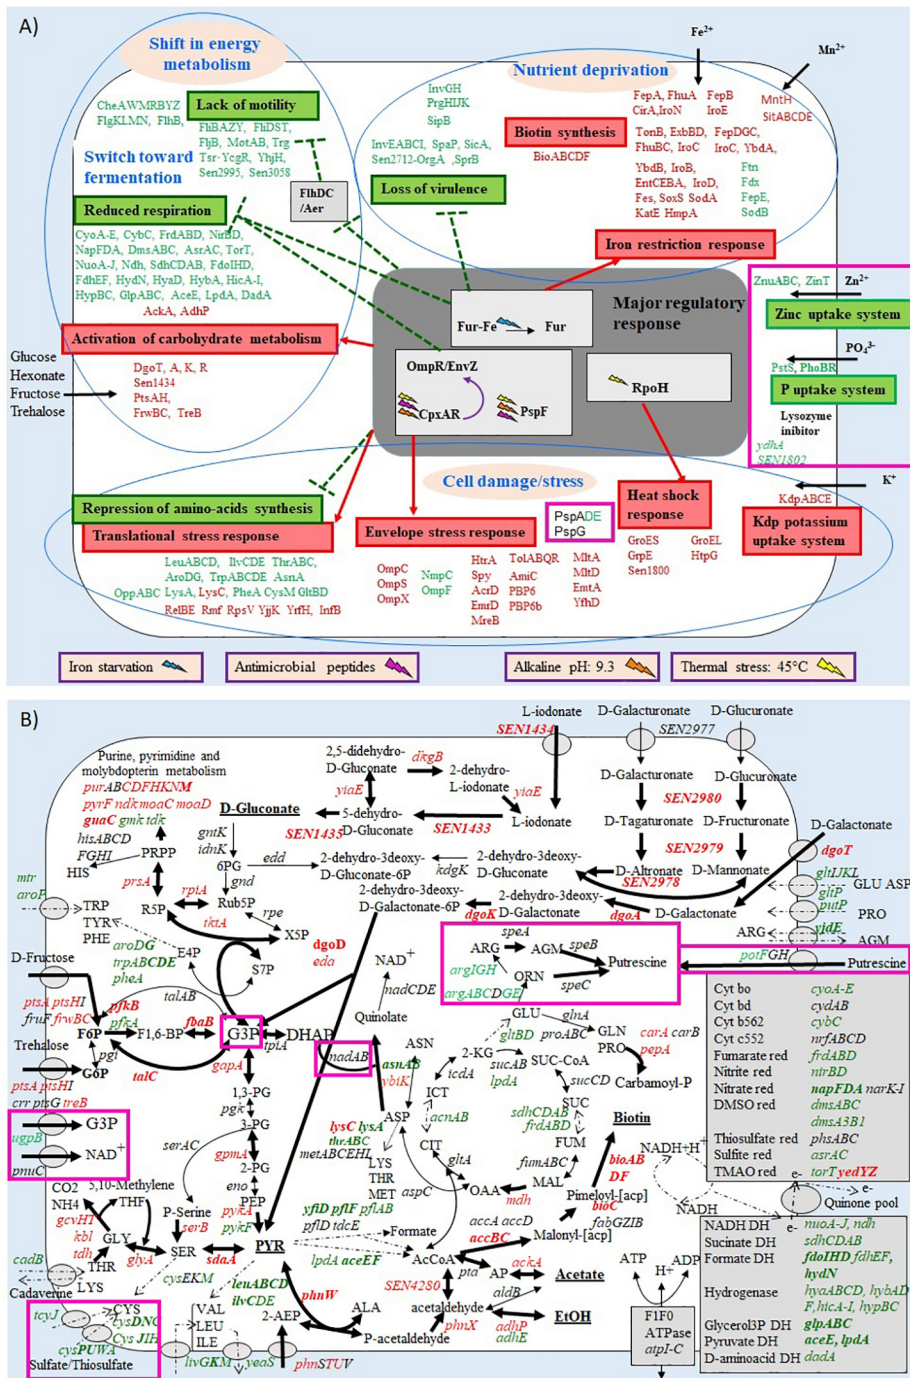 A)
Shift in energy
metabolism
CheAWMRBYZ
FlgKLMN, FlhB,
Lack of motility
FliBAZY, FliDST,
FljB, MotAB, Trg
Tsr-YcgR, YhjH,
Sen2995, Sen3058
Switch toward
fermentation
FlhDC
/Aer
Reduced respiration
CyoA-E, CybC, FrdABD, NirBD,
NapFDA, DmsABC, AsrAC, TorT,
NuoA-J, Ndh, SdhCDAB, FdoIHD,
FdhEF, HydN, HyaD, HybA, HicA-I,
HypBC, GlpABC, AceE, LpdA, DadA
AckA, AdhP
Activation of carbohydrate metabolism
Glucose
Hexonate
Fructose
Trehalose
DgoT, A, K, R
Sen1434
PtsAH,
FrwBC, TreB
Nutrient deprivation
InvGH
PrgHIJK
SipB
InvEABCI, SpaP, SicA,
Sen2712-OrgA ,SprB
Loss of virulence
Biotin synthesis
BioABCDF
Fe²⁺
Mn²⁺
FepA, FhuA
CirA,IroN
FepB
IroE
MntH
SitABCDE
TonB, ExbBD, FepDGC,
FhuBC, IroC IroC, YbdA,
YbdB, IroB,
EntCEBA, IroD,
Fes, SoxS SodA
KatE HmpA
Ftn
Fdx
FepE,
SodB
Iron restriction response
Major regulatory
response
Fur-Fe Fur
OmpR/EnvZ
CpxAR PspF
RpoH
ZnuABC, ZinT Zn²⁺
Zinc uptake system
PO₄³⁻
PstS, PhoBR
P uptake system
Lysozyme
inibitor
ydhA
SEN1802
K⁺
KdpABCE
Kdp potassium
uptake system
Cell damage/stress
Repression of amino-acids synthesis
Translational stress response
LeuABCD, IlvCDE ThrABC,
AroDG, TrpABCDE AsnA
OppABC LysA, LysC, PheA CysM GltBD
RelBE Rmf RpsV YjjK YrfH, InfB
Envelope stress response
OmpC
OmpS
OmpX
NmpC
OmpF
HtrA
Spy
AcrD
EmrD
MreB
TolABQR
AmiC
PBP6
PBP6b
PspADE
PspG
MltA
MltD
EmtA
YfhD
Heat shock
response
GroES
GrpE
Sen1800
GroEL
HtpG
Iron starvation
Antimicrobial peptides
Alkaline pH: 9.3
Thermal stress: 45°C
B)
L-iodonate D-Galacturonate D-Glucuronate
SEN1434 SEN2977
Purine, pyrimidine and
molybdopterin metabolism
purABCDFHKNM
pyrF ndk moaC moaD
guaC gmk tdk
hisABCD
FGHI
HIS
PRPP
2,5-didehydro-
D-Gluconate
dkgB
2-dehydro-
L-iodonate
yiaE
yiaE
D-Gluconate
5-dehydro-
D-Gluconate
SEN1435
SEN1433
L-iodonate
D-Galacturonate D-Glucuronate
SEN2980
D-Tagaturonate D-Fructuronate
SEN2979
D-Altronate D-Mannonate
SEN2978
D-Galactonate
dgoT
gntK
idnK
6PG
edd
2-dehydro-3deoxy-
D-Gluconate-6P
kdgK
2-dehydro-3deoxy-
D-Gluconate
2-dehydro-3deoxy-
D-Galactonate-6P
dgoK
2-dehydro-3deoxy-
D-Galactonate
dgoA
D-Galactonate
mtr
aroP
prsA
rpiA
gnd
R5P
Rub5P
rpe
tktA
X5P
TRP
TYR
PHE
E4P
aroDG
trpABCDE
pheA
S7P
dgoD
eda
gltIJKL
GLU ASP
gltP
putP
PRO
ARG
yidE
AGM
potFGH
Putrescine
speA
ARG AGM speB
Putrescine
argIGH
ORN speC
argABCDGE
NAD⁺
nadCDE
Quinolate
D-Fructose
ptsA ptsHI
fruF frwBC
pfkB
pfkA
F6P
F1,6-BP
talAB
fbaB
G3P
DHAP
tpiA
nadAB
talC
Trehalose
pgi
G6P
ptsA ptsHI
crr ptsG treB
gapA
1,3-PG
pgk
3-PG
gpmA
2-PG
eno
PEP
pykA
pykF
PYR
G3P
ugpB
NAD⁺
pnuC
serAC
P-Serine
serB
SER
sdaA
CO2
NH4
5,10-Methylene
THF
gcvHT
kbl
tdh
GLY
glyA
THR
cadB
Cadaverine
LYS
cysEKM
tcyJ
CYS
cysDNC
Cys JIH
cysPUWA
Sulfate/Thiosulfate
leuABCD
ilvCDE
VAL
LEU
ILE
livGKM
yeaS
2-AEP
phnSTUV
phnW
ALA
P-acetaldehyde
phnX
asnAB
ybiK
ASP
lysC lysA
thrABC
metABCEHI
LYS
THR
MET
aspC
GLU
glnA
GLN
gltBD
proABC
PRO
carA carB
pepA
Carbamoyl-P
ASN
2-KG
icdA
ICT
acnAB
CIT
gltA
sucAB
lpdA
SUC-CoA
sucCD
SUC
sdhCDAB
frdABD
FUM
fumABC
MAL
mdh
OAA
Biotin
bioAB
DF
Pimeloyl-[acp]
bioC
fabGZIB
Malonyl-[acp]
accA accD
accBC
yfiD pflF pflAB
pflD tdcE
Formate
lpdA aceEF
AcCoA
pta
AP
ackA
Acetate
SEN4280
acetaldehyde
aldB
adhP
adhE
EtOH
NADH+H⁺
NAD⁺
ATP ADP
H⁺
F1F0
ATPase
atpI-C
e-
e-
Quinone pool
e-
Cyt bo cyoA-E
Cyt bd cydAB
Cyt b562 cybC
Cyt c552 nrfABCD
Fumarate red frdABD
Nitrite red nirBD
Nitrate red napFDA narK-I
DMSO red dmsABC
dmsA3B1
Thiosulfate red phsABC
Sulfite red asrAC
TMAO red torT yedYZ
NADH DH nuoA-J, ndh
Sucinate DH sdhCDAB
Formate DH fdoIHD fdhEF,
hydN
Hydrogenase hyaABCD, hybAD
F,hicA-I, hypBC
Glycerol3P DH glpABC
Pyruvate DH aceE, lpdA
D-aminoacid DH dadA